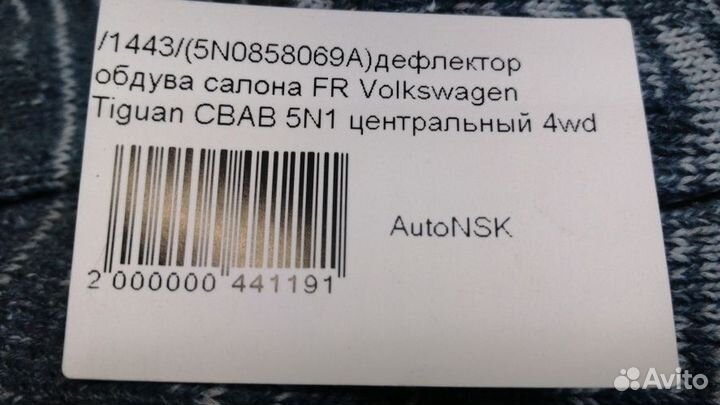 /1443/(5N0858069A)дефлектор
обдува салона FR Volkswagen
Tiguan CBAB 5N1 центральный 4wd
AutoNSK
2 000000 441191
Avito